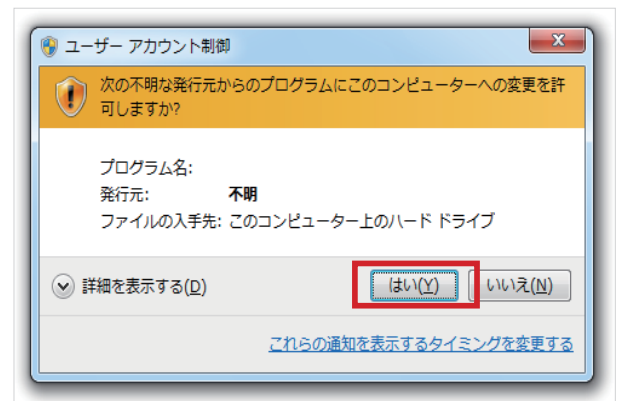 ユーザー アカウント制御
次の不明な発行元からのプログラムにこのコンピューターへの変更を許
可しますか?
プログラム名:
発行元: 不明
ファイルの入手先: このコンピューター上のハード ドライブ
詳細を表示する(D) はい(Y) いいえ(N)
これらの通知を表示するタイミングを変更する